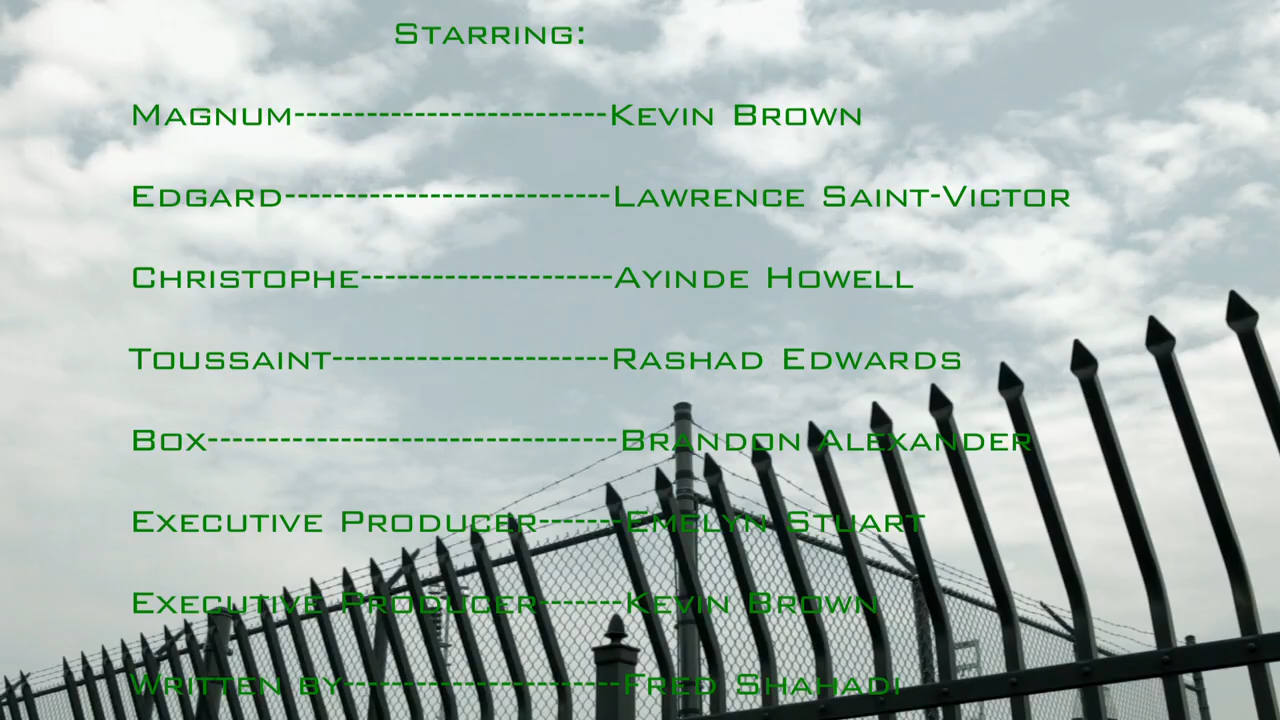 Starring:
Magnum--------------------------Kevin Brown
Edgard---------------------------Lawrence Saint-Victor
Christophe---------------------Ayinde Howell
Toussaint-----------------------Rashad Edwards
Box----------------------------------Brandon Alexander
Executive Producer-------Emelyn Stuart
Executive Producer-------Kevin Brown
Written by-----------------------Fred Shahadi